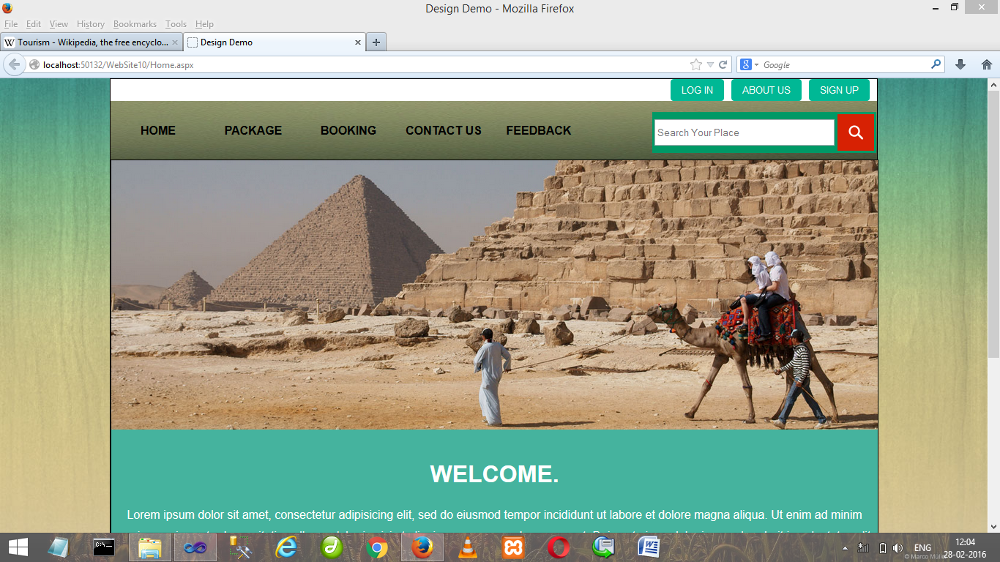 Design Demo - Mozilla Firefox
File Edit View History Bookmarks Tools Help
W Tourism - Wikipedia, the free encyclo... Design Demo
localhost:50132/WebSite10/Home.aspx Google
LOG IN ABOUT US SIGN UP
HOME PACKAGE BOOKING CONTACT US FEEDBACK Search Your Place
WELCOME.
Lorem ipsum dolor sit amet, consectetur adipisicing elit, sed do eiusmod tempor incididunt ut labore et dolore magna aliqua. Ut enim ad minim
ENG 12:04
28-02-2016